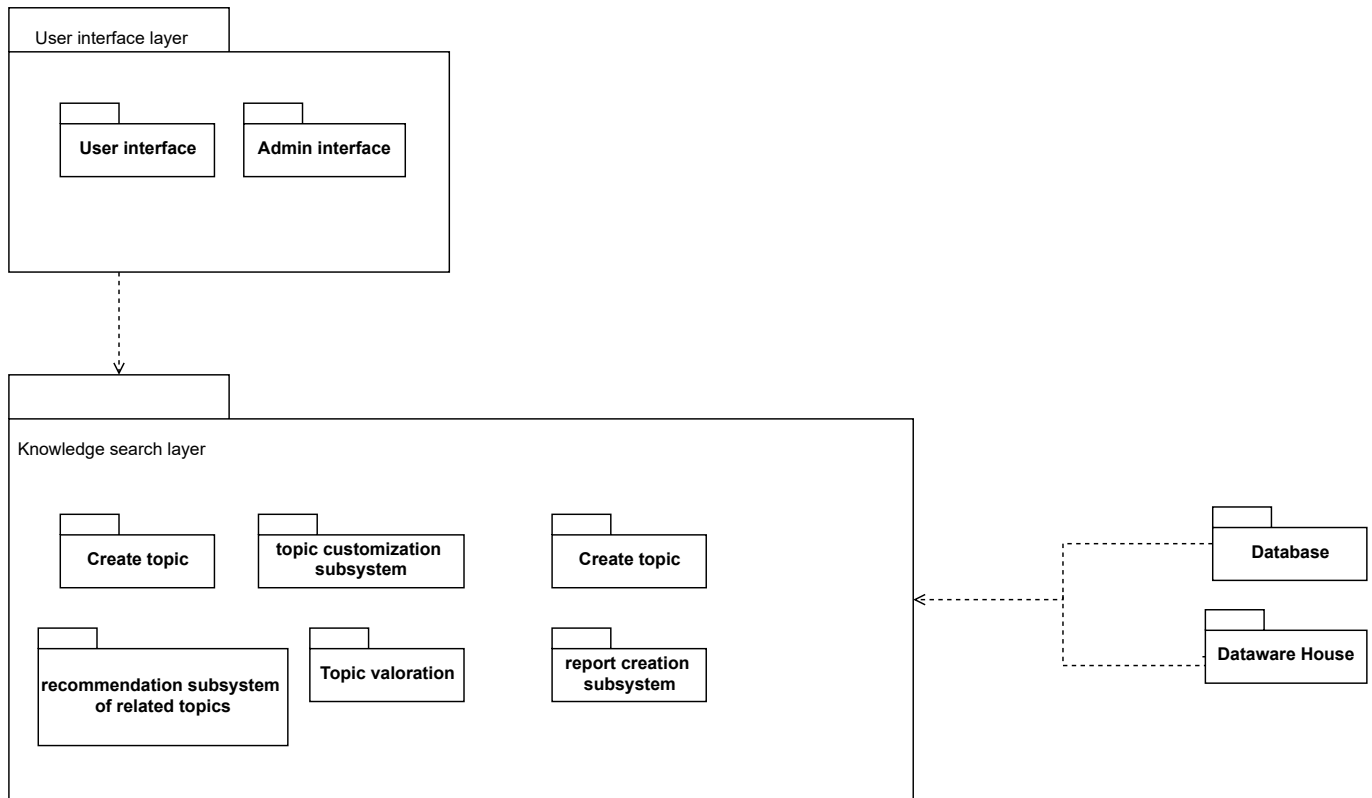 User interface layer
User interface
Admin interface
Knowledge search layer
Create topic
topic customization
subsystem
Create topic
Database
recommendation subsystem
of related topics
Topic valoration
report creation
subsystem
Dataware House